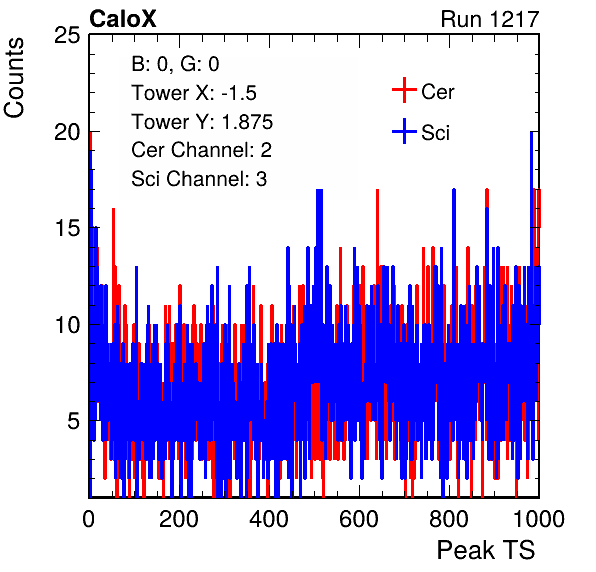 CaloX
Run 1217
Counts
25
20
15
10
5
B: 0, G: 0
Tower X: -1.5
Tower Y: 1.875
Cer Channel: 2
Sci Channel: 3
Cer
Sci
0 200 400 600 800 1000
Peak TS